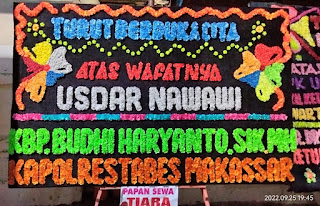 TURUT BERDUKA CITA
ATAS WAFATNYA
USDAR NAWAWI
KBP. BUDHI HARYANTO, SIK, MH
KAPOLRESTABES MAKASSAR
PAPAN SEWA
TIARA
2022.09.25 19:45